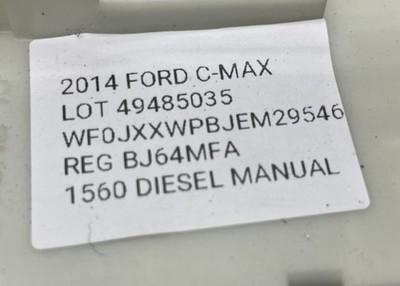 2014 FORD C-MAX
LOT 49485035
WF0JXXWPBJEM29546
REG BJ64MFA
1560 DIESEL MANUAL